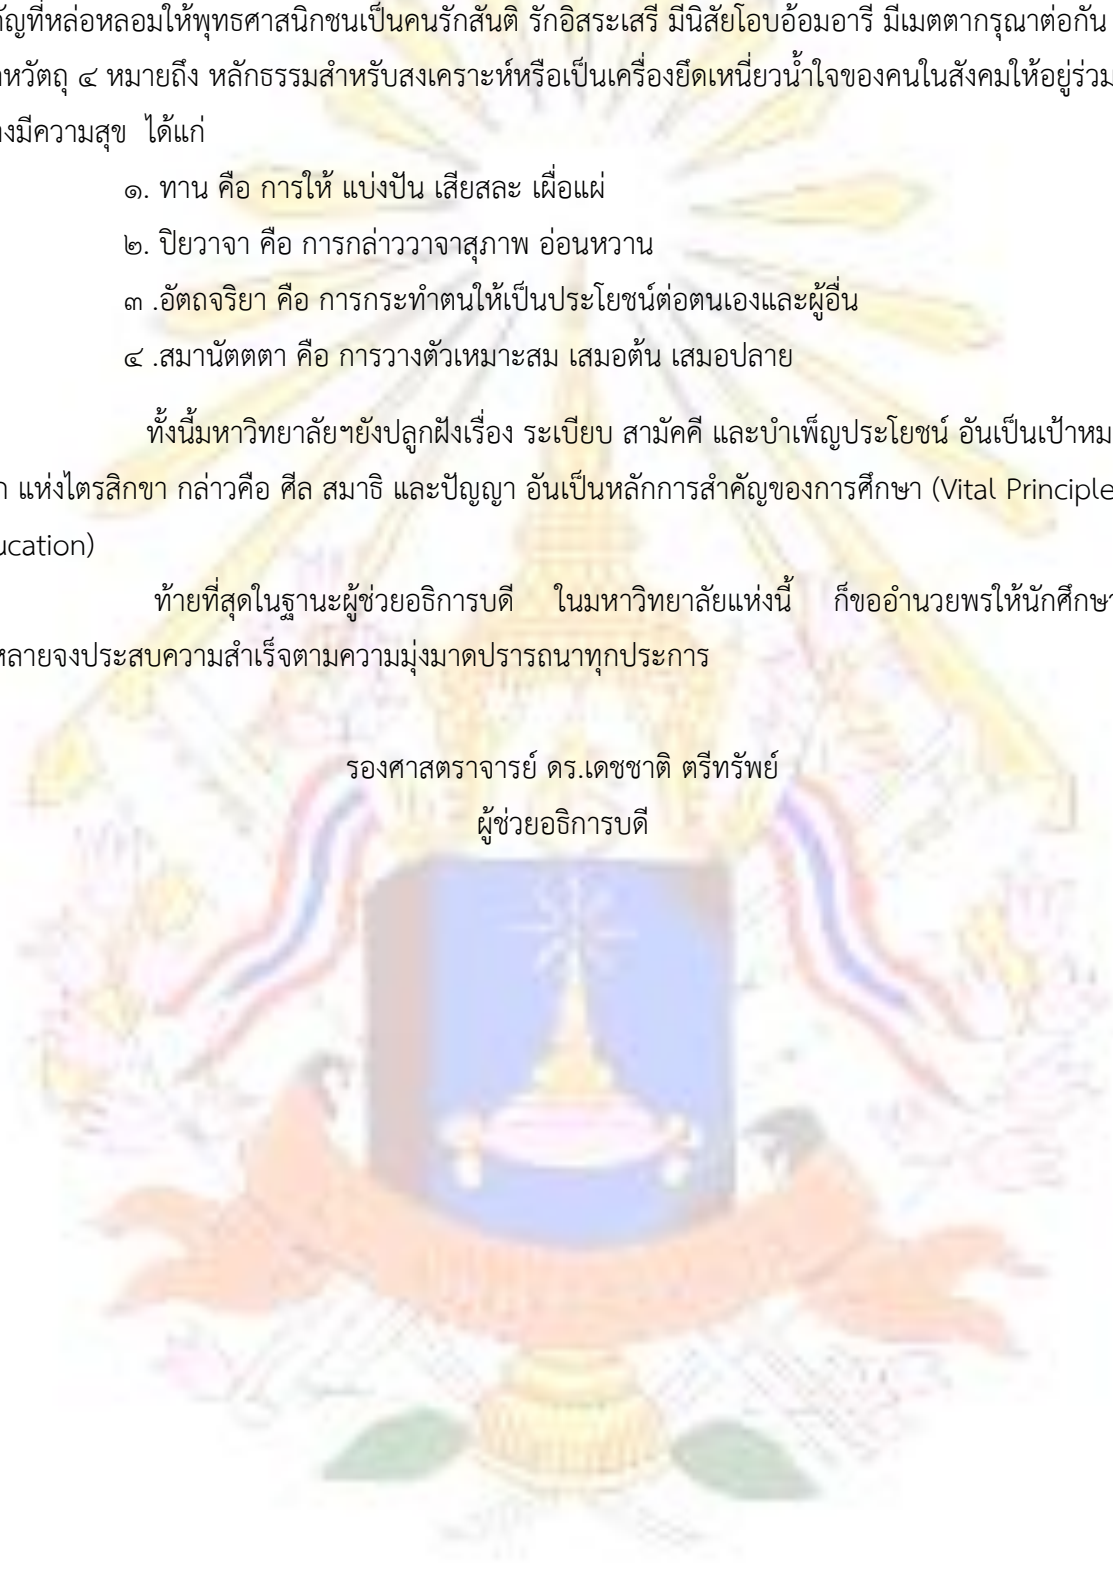 คัญที่หล่อหลอมให้พุทธศาสนิกชนเป็นคนรักสันติ รักอิสระเสรี มีนิสัยโอบอ้อมอารี มีเมตตากรุณาต่อกัน
หวัตถุ ๔ หมายถึง หลักธรรมสำหรับสงเคราะห์หรือเป็นเครื่องยึดเหนี่ยวน้ำใจของคนในสังคมให้อยู่ร่วม
งมีความสุข ได้แก่
๑. ทาน คือ การให้ แบ่งปัน เสียสละ เผื่อแผ่
๒. ปิยวาจา คือ การกล่าววาจาสุภาพ อ่อนหวาน
๓ .อัตถจริยา คือ การกระทำตนให้เป็นประโยชน์ต่อตนเองและผู้อื่น
๔ .สมานัตตตา คือ การวางตัวเหมาะสม เสมอต้น เสมอปลาย
ทั้งนี้มหาวิทยาลัยฯยังปลูกฝังเรื่อง ระเบียบ สามัคคี และบำเพ็ญประโยชน์ อันเป็นเป้าหม
แห่งไตรสิกขา กล่าวคือ ศีล สมาธิ และปัญญา อันเป็นหลักการสำคัญของการศึกษา (Vital Principle
ucation)
ท้ายที่สุดในฐานะผู้ช่วยอธิการบดี ในมหาวิทยาลัยแห่งนี้ ก็ขออำนวยพรให้นักศึกษา
หลายจงประสบความสำเร็จตามความมุ่งมาดปรารถนาทุกประการ
รองศาสตราจารย์ ดร.เดชชาติ ตรีทรัพย์
ผู้ช่วยอธิการบดี